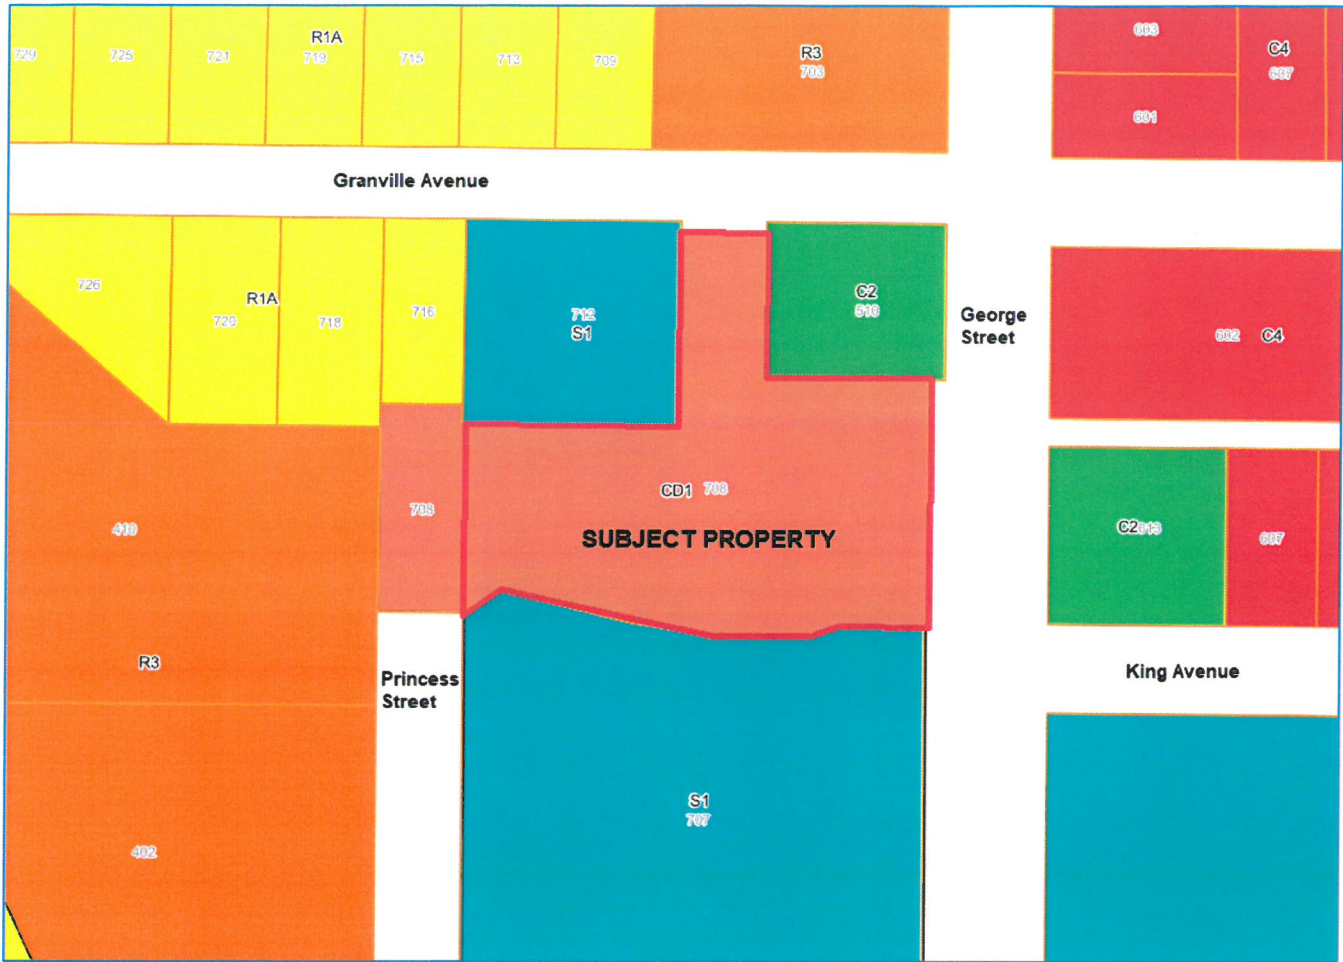 R1A
R3
C4
603
729
725
721
719
715
713
709
703
607
601
Granville Avenue
726
R1A
720
718
716
712
S1
C2
510
George
Street
602 C4
CD1 708
410
708
SUBJECT PROPERTY
C2 613
607
R3
Princess
Street
King Avenue
S1
707
402